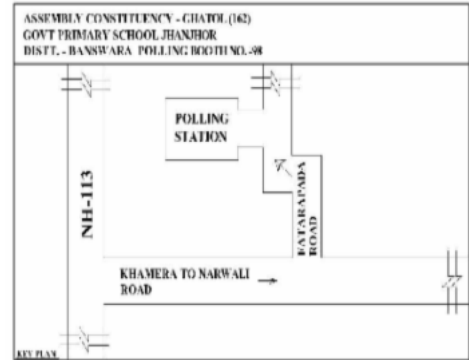 ASSEMBLY CONSTITUENCY - GHATOL (162)
GOVT PRIMARY SCHOOL JHANJHOR
DISTT. - BANSWARA POLLING BOOTH NO. -98
POLLING
STATION
NH-113
FATARAPADA
ROAD
KHAMERA TO NARWALI
ROAD
KEY PLAN